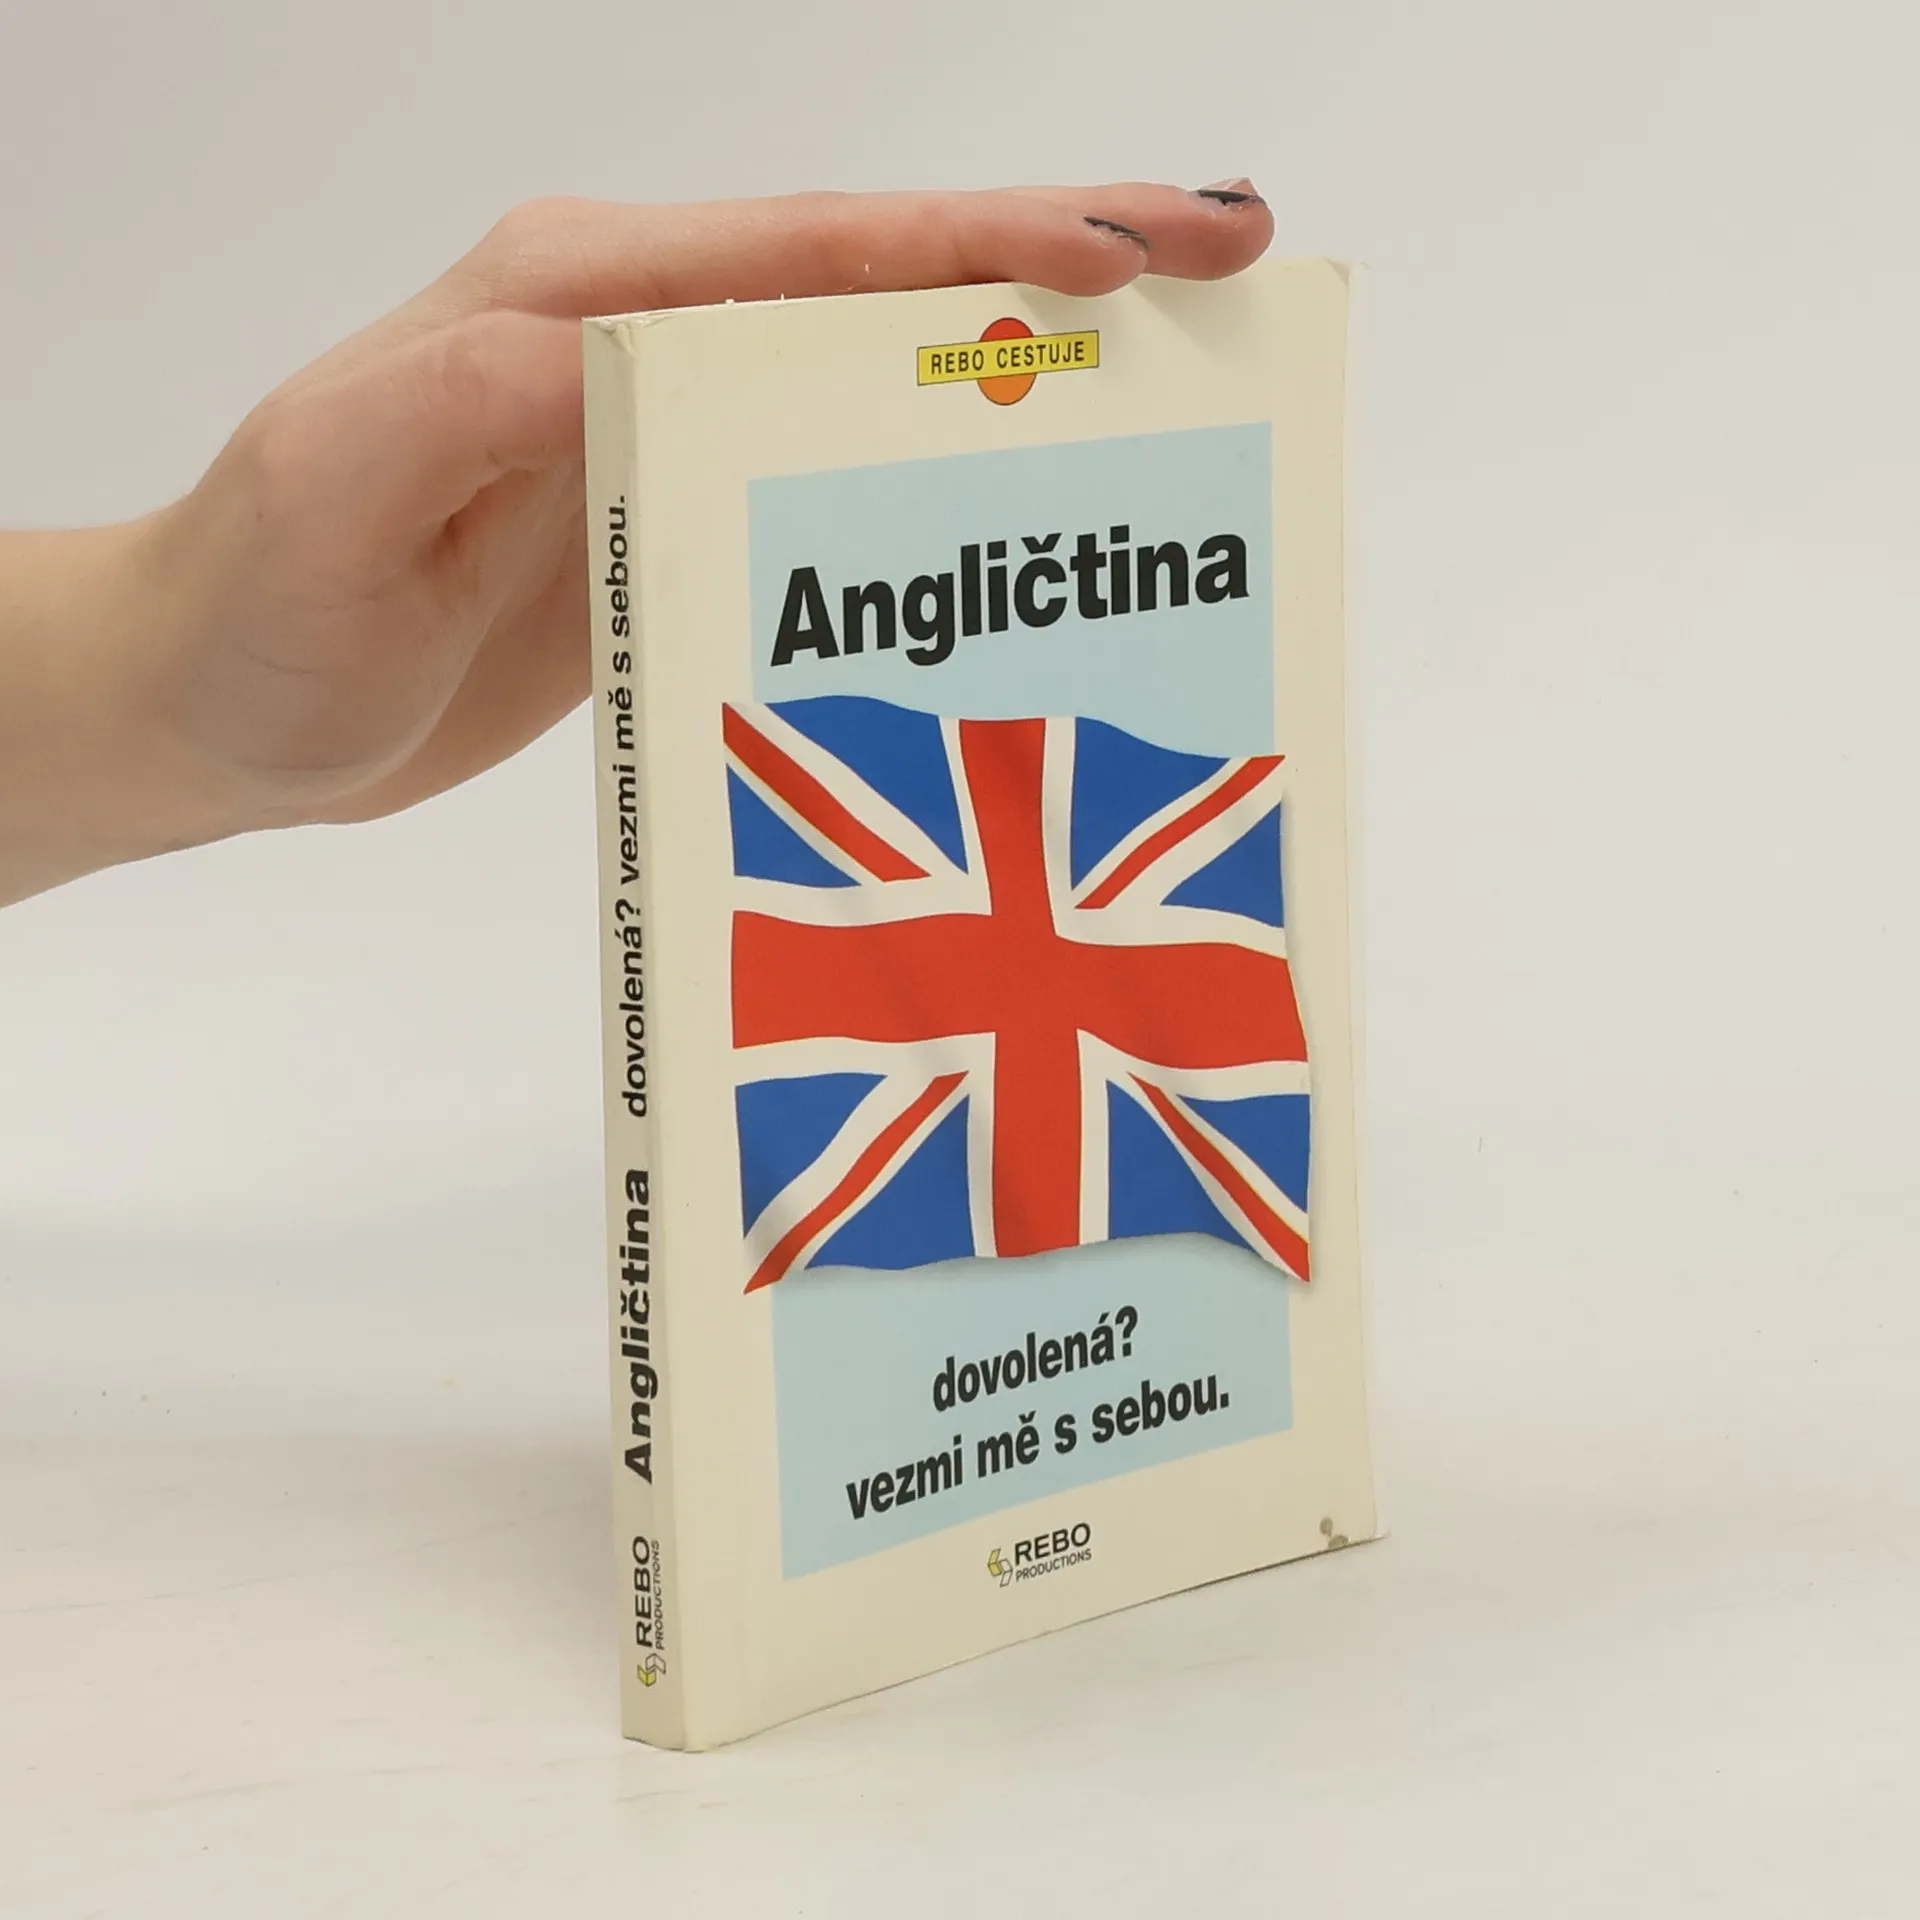 REBO CESTUJE
Angličtina
dovolená?
vezmi mě s sebou.
REBO
PRODUCTIONS
Angličtina dovolená? vezmi mě s sebou.
REBO
PRODUCTIONS